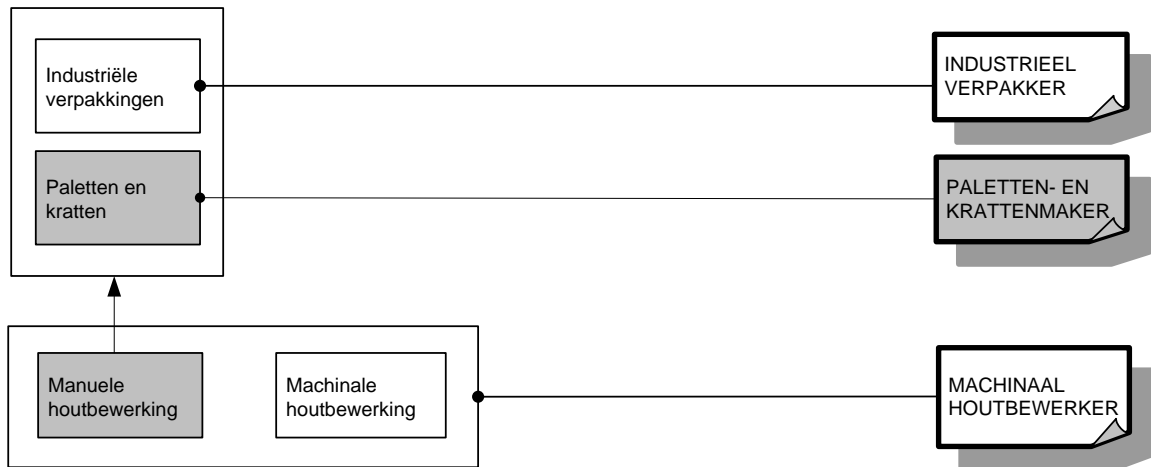 Industriële
verpakkingen
INDUSTRIEEL
VERPAKKER
Paletten en
kratten
PALETTEN- EN
KRATTENMAKER
Manuele
houtbewerking
Machinale
houtbewerking
MACHINAAL
HOUTBEWERKER